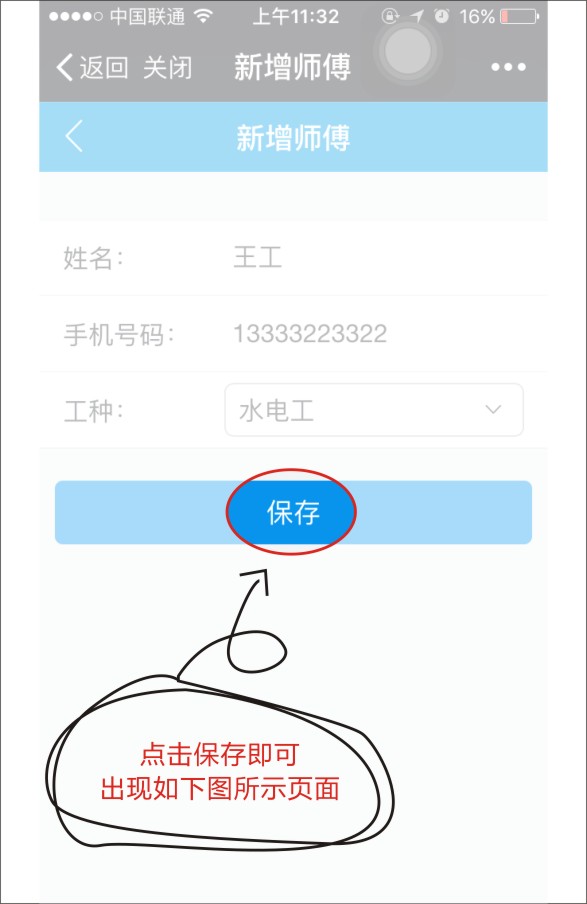 中国联通 上午11:32 16%
返回 关闭 新增师傅
新增师傅
姓名： 王工
手机号码： 13333223322
工种： 水电工
保存
点击保存即可
出现如下图所示页面